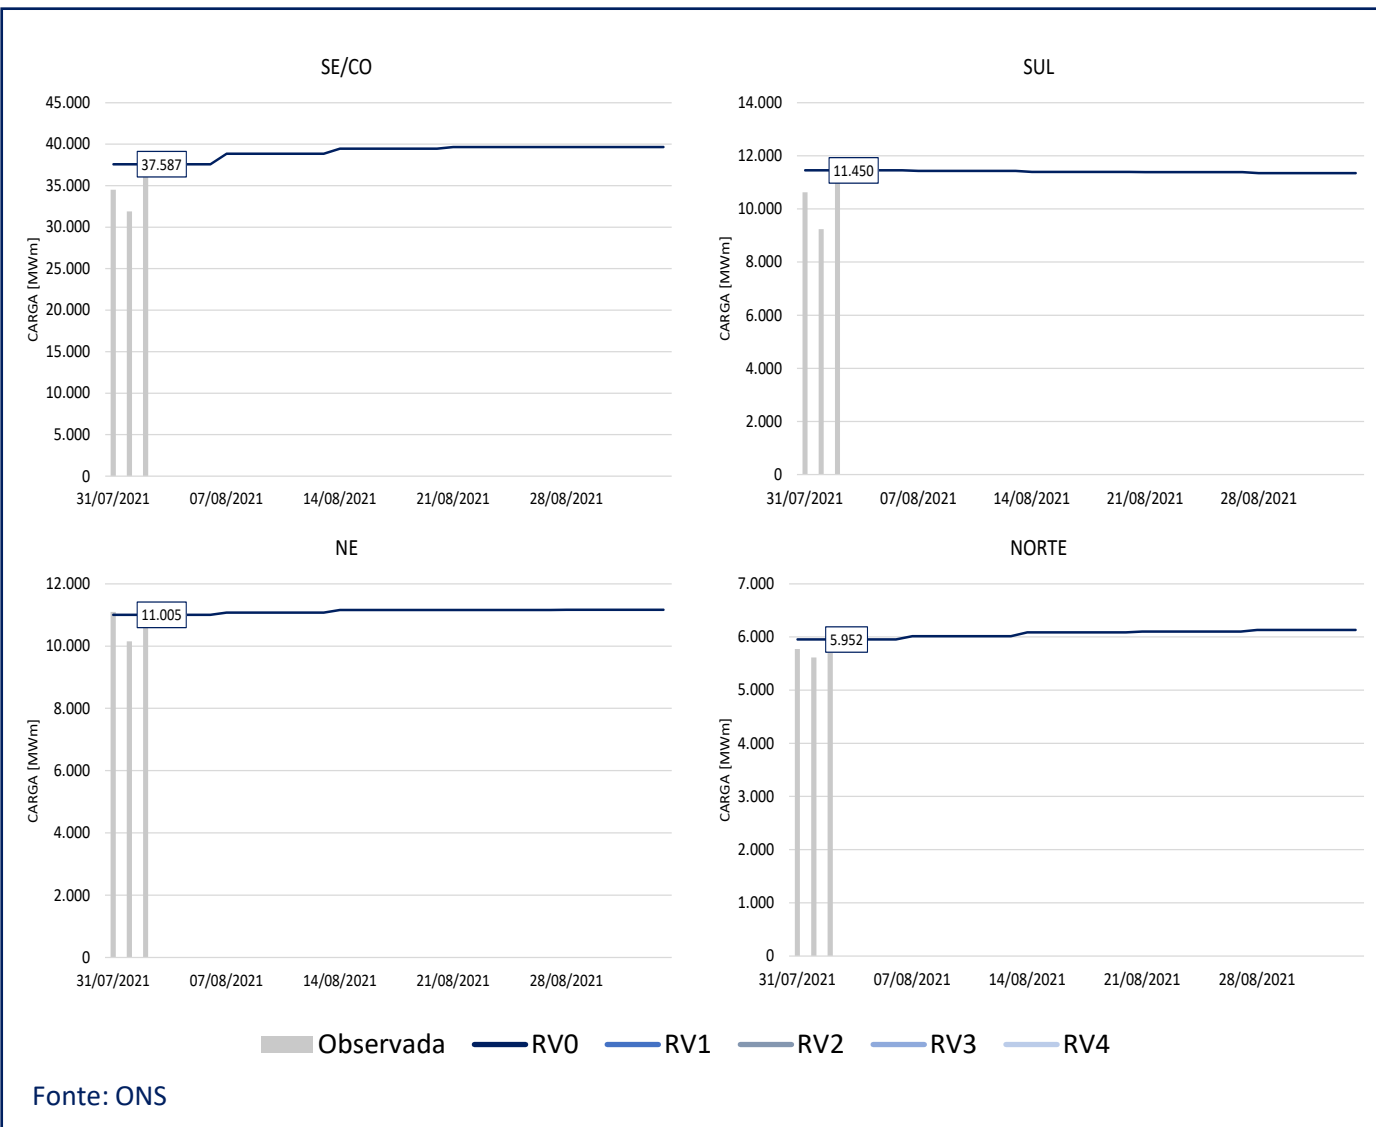 SE/CO
45.000
40.000
35.000
30.000
25.000
20.000
15.000
10.000
5.000
0
CARGA [MWm]
37.587
31/07/2021 07/08/2021 14/08/2021 21/08/2021 28/08/2021
SUL
14.000
12.000
10.000
8.000
6.000
4.000
2.000
0
CARGA [MWm]
11.450
31/07/2021 07/08/2021 14/08/2021 21/08/2021 28/08/2021
NE
12.000
10.000
8.000
6.000
4.000
2.000
0
CARGA [MWm]
11.005
31/07/2021 07/08/2021 14/08/2021 21/08/2021 28/08/2021
NORTE
7.000
6.000
5.000
4.000
3.000
2.000
1.000
0
CARGA [MWm]
5.952
31/07/2021 07/08/2021 14/08/2021 21/08/2021 28/08/2021
Observada RV0 RV1 RV2 RV3 RV4
Fonte: ONS